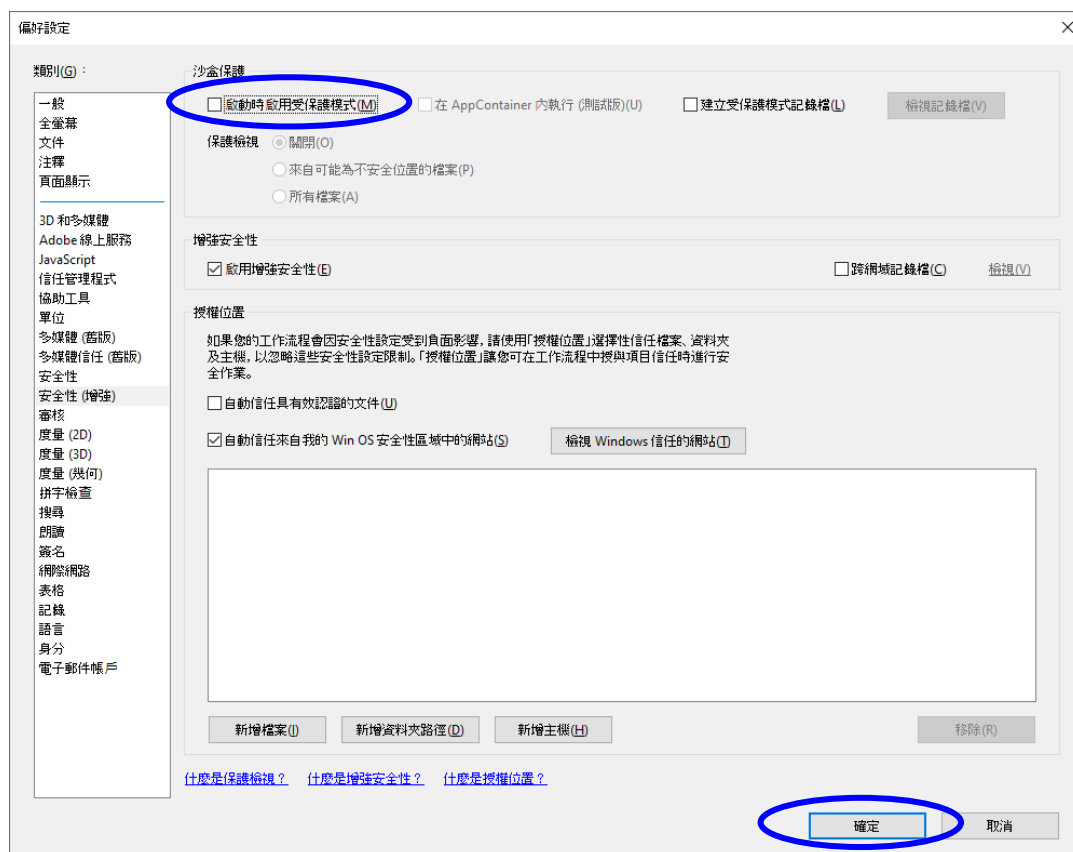 偏好設定
類別(G)：
一般
全螢幕
文件
注釋
頁面顯示
3D 和多媒體
Adobe 線上服務
JavaScript
信任管理程式
協助工具
單位
多媒體 (舊版)
多媒體信任 (舊版)
安全性
安全性 (增強)
審核
度量 (2D)
度量 (3D)
度量 (幾何)
拼字檢查
搜尋
朗讀
簽名
網際網路
表格
記錄
語言
身分
電子郵件帳戶
沙盒保護
啟動時啟用受保護模式(M) 在 AppContainer 內執行 (測試版)(U) 建立受保護模式記錄檔(L) 檢視記錄檔(V)
保護檢視 關閉(O)
來自可能為不安全位置的檔案(P)
所有檔案(A)
增強安全性
啟用增強安全性(E) 跨網域記錄檔(C) 檢視(V)
授權位置
如果您的工作流程會因安全性設定受到負面影響，請使用「授權位置」選擇性信任檔案、資料夾
及主機，以忽略這些安全性設定限制。「授權位置」讓您可在工作流程中授與項目信任時進行安
全作業。
自動信任具有效認證的文件(U)
自動信任來自我的 Win OS 安全性區域中的網站(S) 檢視 Windows 信任的網站(T)
新增檔案(I) 新增資料夾路徑(D) 新增主機(H) 移除(R)
什麼是保護檢視？ 什麼是增強安全性？ 什麼是授權位置？
確定 取消